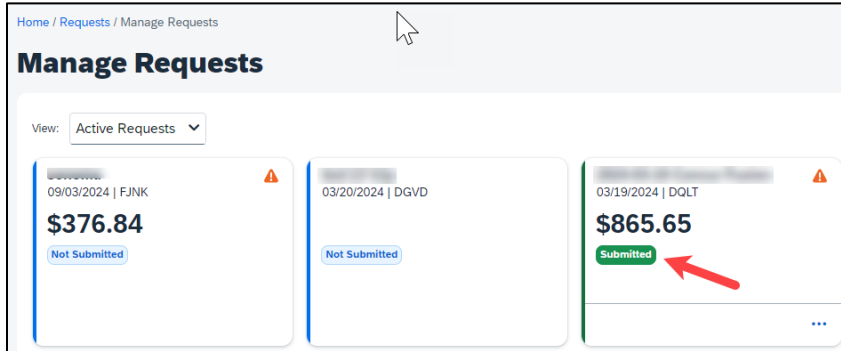 Home / Requests / Manage Requests
Manage Requests
View: Active Requests
09/03/2024 | FJNK
$376.84
Not Submitted
03/20/2024 | DGVD
Not Submitted
03/19/2024 | DQLT
$865.65
Submitted